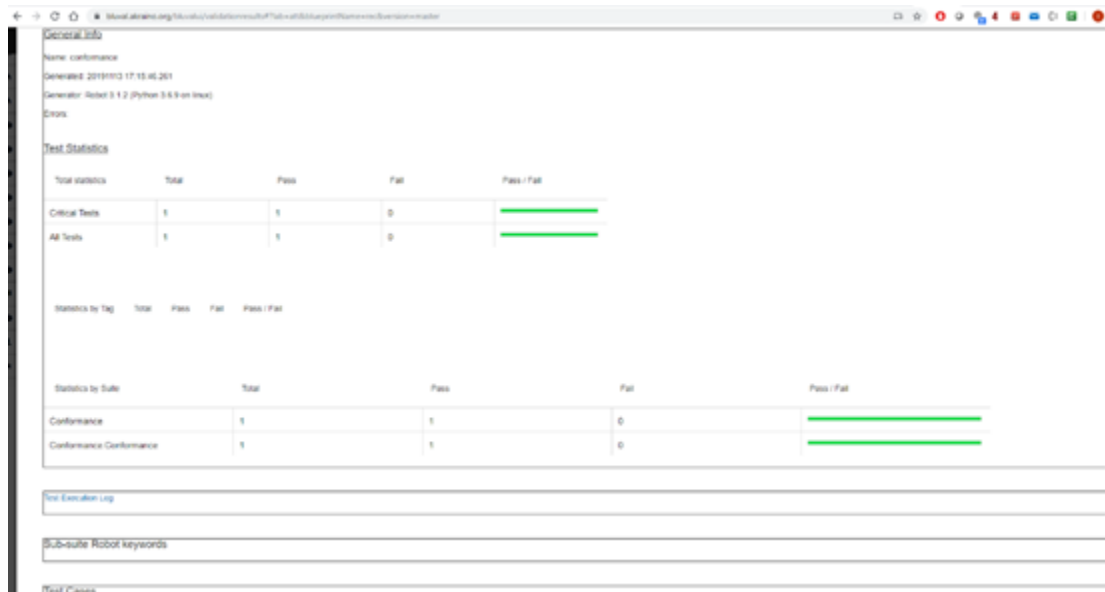 General Info
Name: conformance
Generated: 20191113 17:15:46.261
Generator: Robot 3.1.2 (Python 3.6.9 on linux)
Errors
Test Statistics
Total statistics Total Pass Fail Pass / Fail
Critical Tests 1 1 0
All Tests 1 1 0
Statistics by Tag Total Pass Fail Pass / Fail
Statistics by Suite Total Pass Fail Pass / Fail
Conformance 1 1 0
Conformance Conformance 1 1 0
Test Execution Log
Sub-suite Robot keywords
Test Cases